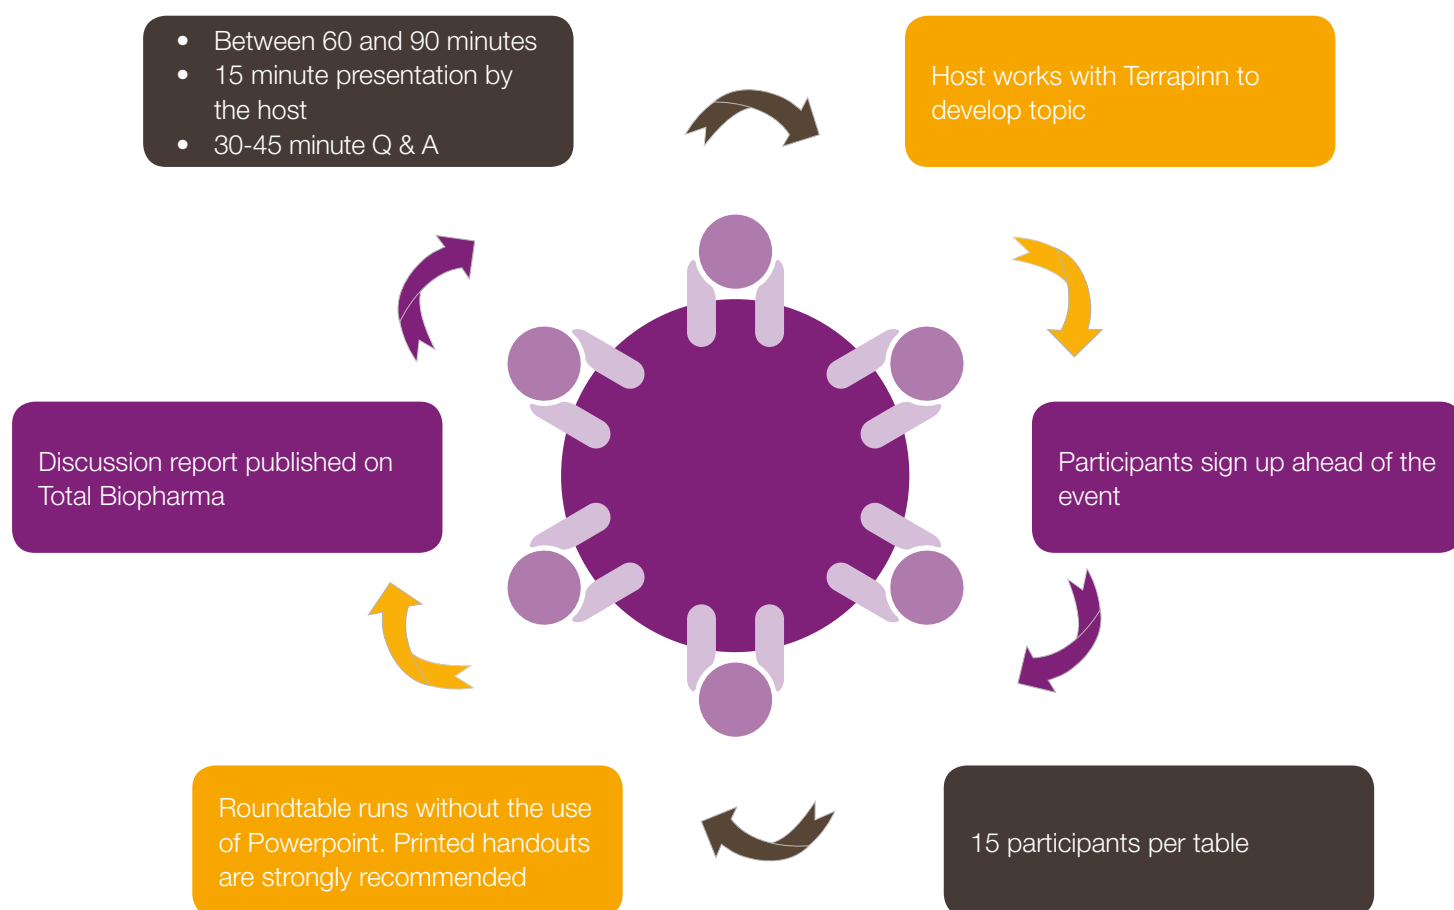 • Between 60 and 90 minutes
• 15 minute presentation by
the host
• 30-45 minute Q & A
Host works with Terrapinn to
develop topic
Participants sign up ahead of the
event
15 participants per table
Roundtable runs without the use
of Powerpoint. Printed handouts
are strongly recommended
Discussion report published on
Total Biopharma